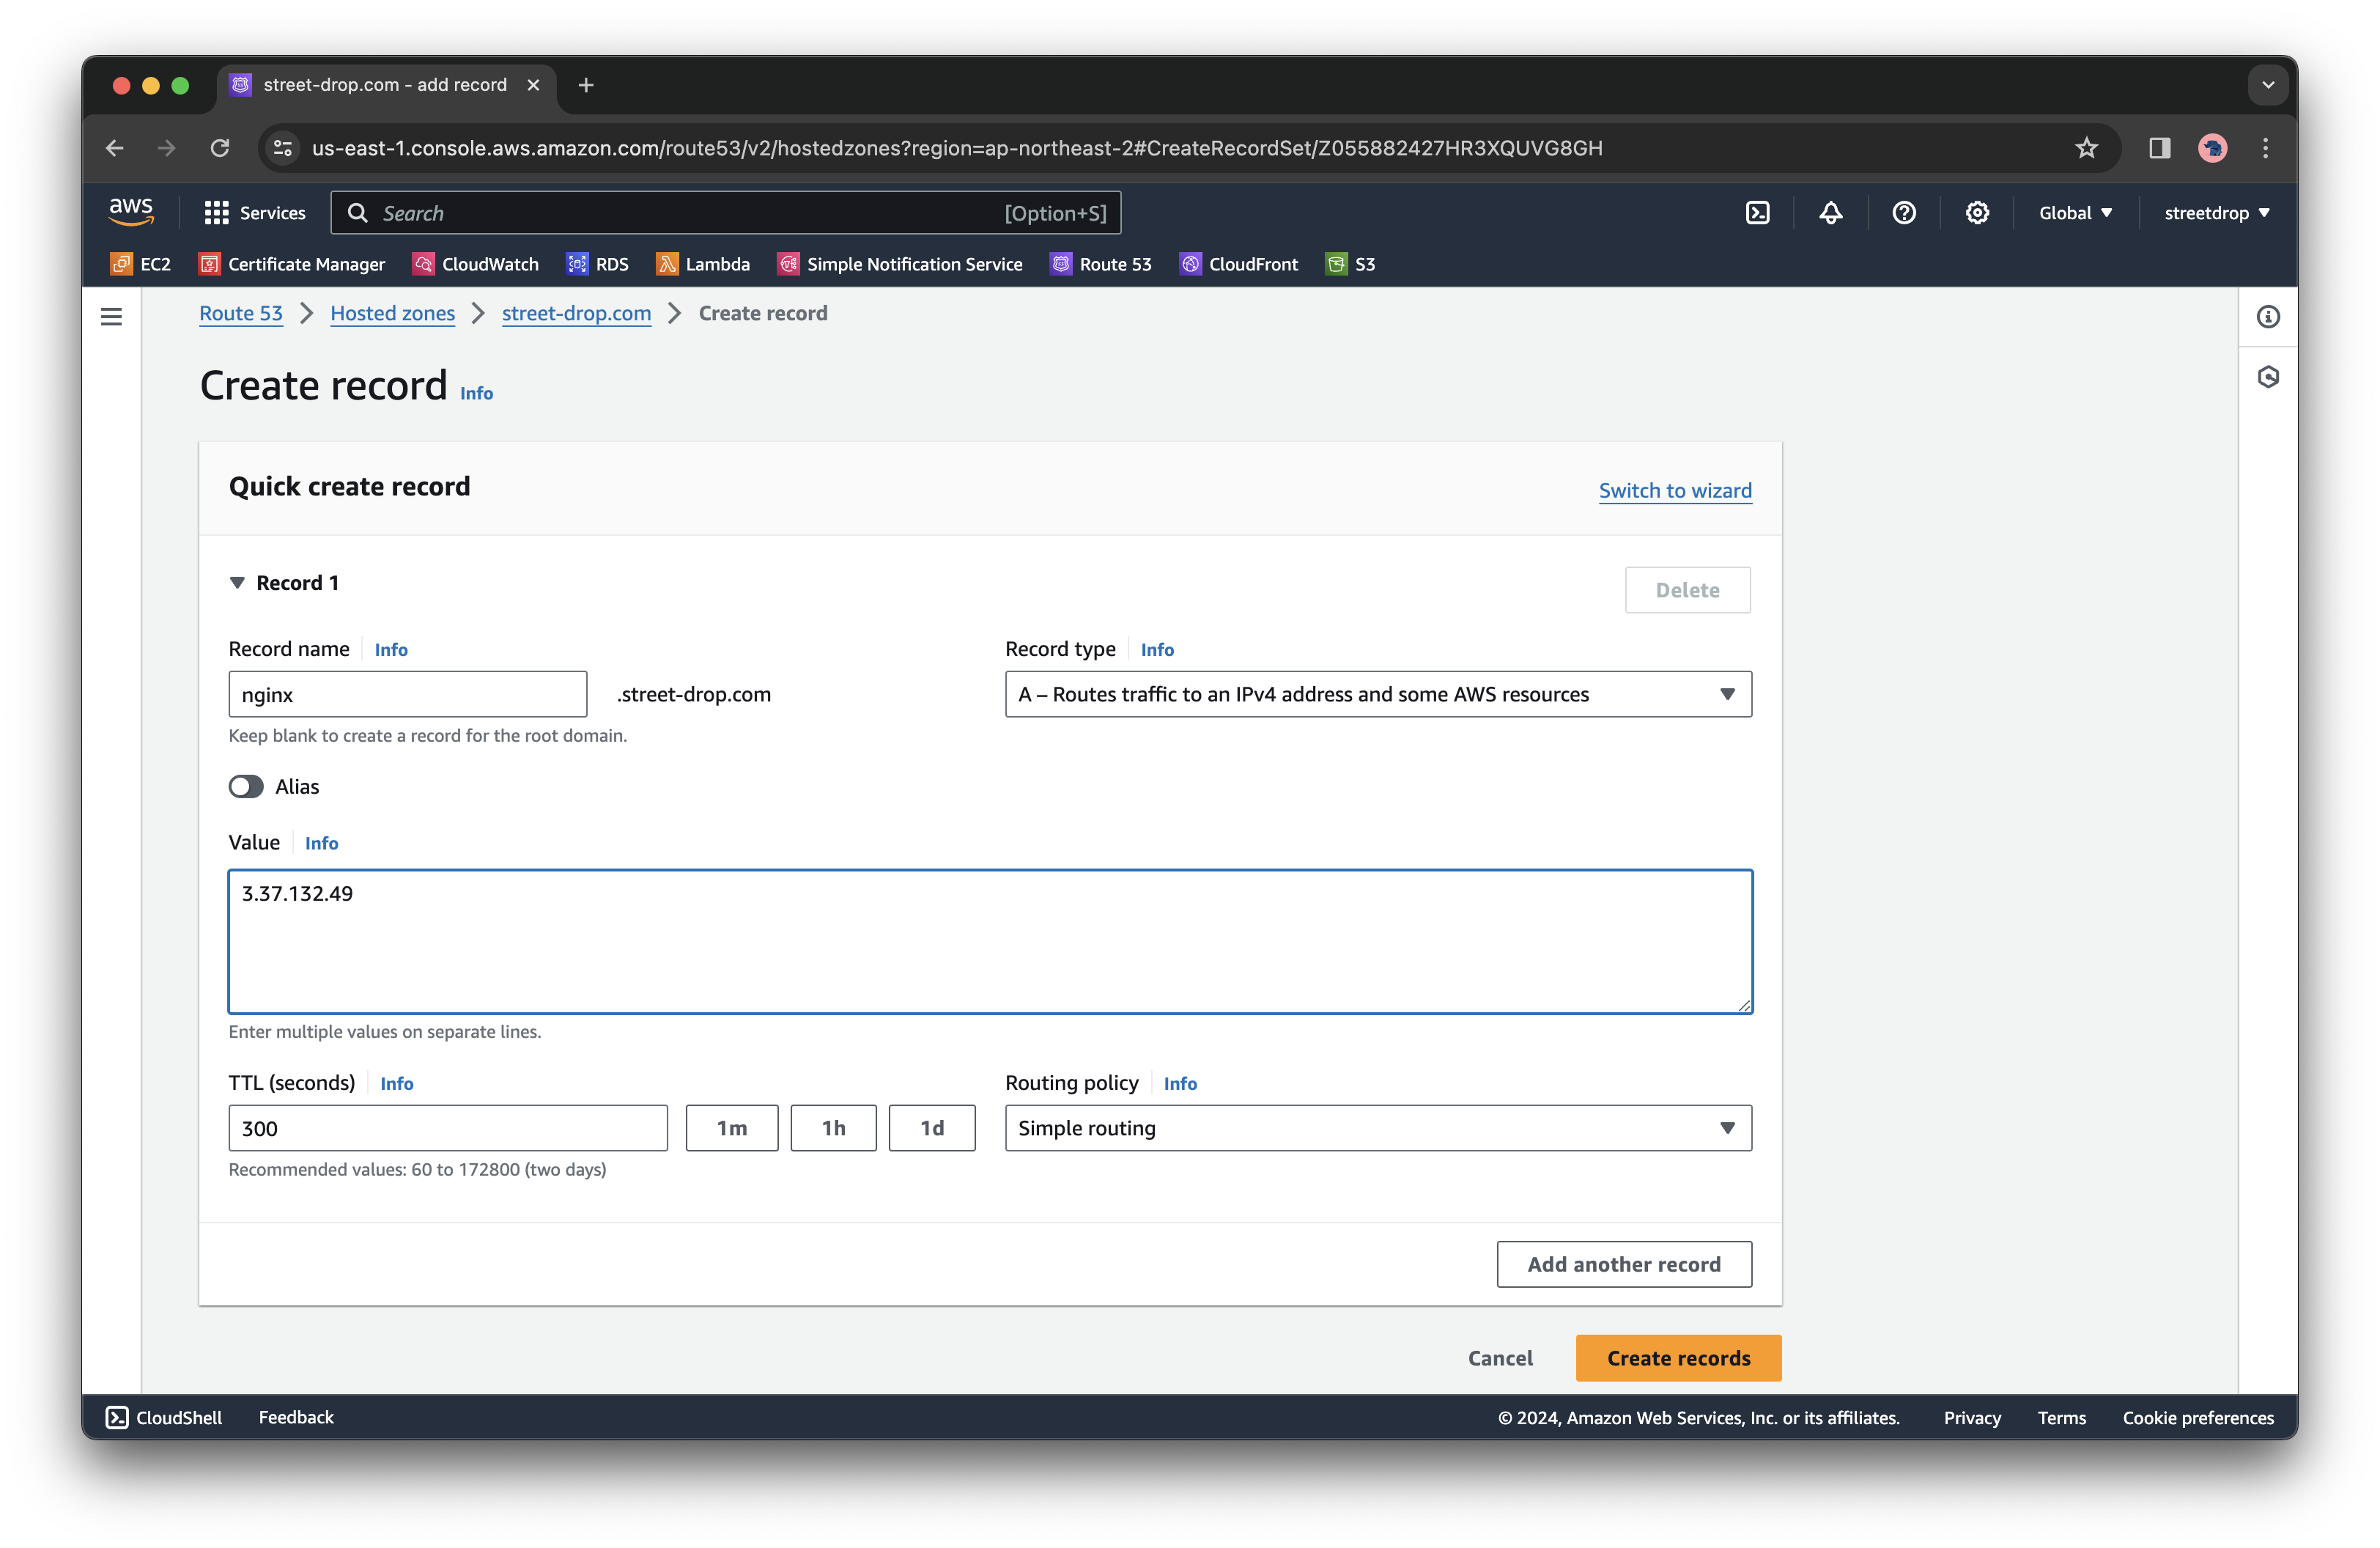 street-drop.com - add record
us-east-1.console.aws.amazon.com/route53/v2/hostedzones?region=ap-northeast-2#CreateRecordSet/Z055882427HR3XQUVG8GH
aws Services Search [Option+S] Global streetdrop
EC2 Certificate Manager CloudWatch RDS Lambda Simple Notification Service Route 53 CloudFront S3
Route 53 Hosted zones street-drop.com Create record
Create record Info
Quick create record Switch to wizard
Record 1 Delete
Record name Info Record type Info
nginx .street-drop.com A – Routes traffic to an IPv4 address and some AWS resources
Keep blank to create a record for the root domain.
Alias
Value Info
3.37.132.49
Enter multiple values on separate lines.
TTL (seconds) Info Routing policy Info
300 1m 1h 1d Simple routing
Recommended values: 60 to 172800 (two days)
Add another record
Cancel Create records
CloudShell Feedback © 2024, Amazon Web Services, Inc. or its affiliates. Privacy Terms Cookie preferences